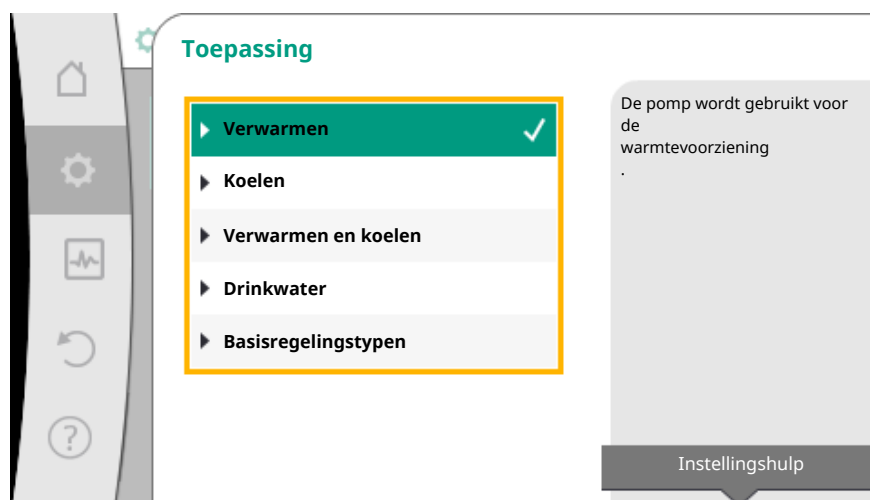 Toepassing
Verwarmen
Koelen
Verwarmen en koelen
Drinkwater
Basisregelingstypen
De pomp wordt gebruikt voor
de
warmtevoorziening
.
Instellingshulp
?